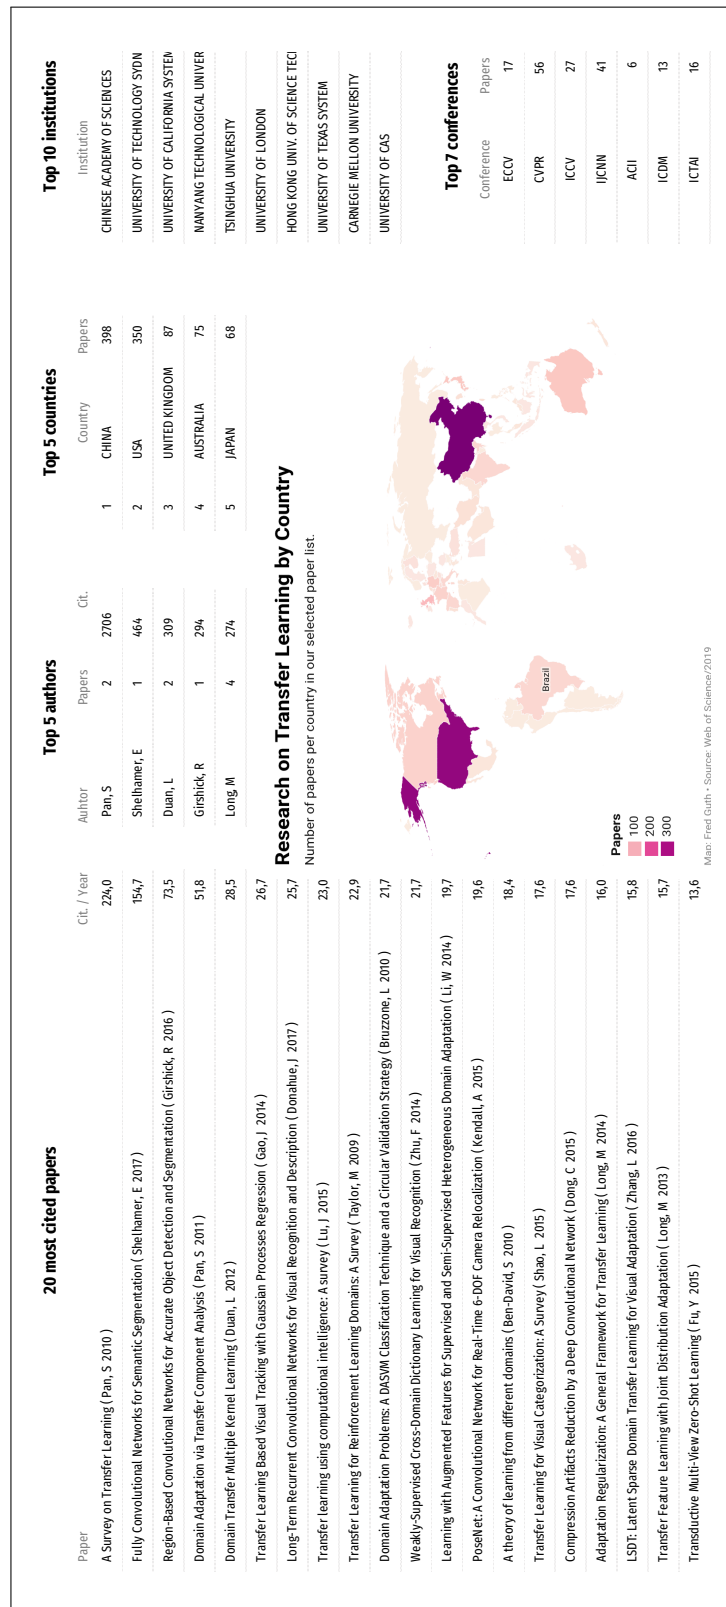 20 most cited papers
Paper Cit. / Year
A Survey on Transfer Learning ( Pan, S 2010 ) 224,0
Fully Convolutional Networks for Semantic Segmentation ( Shelhamer, E 2017 ) 154,7
Region-Based Convolutional Networks for Accurate Object Detection and Segmentation ( Girshick, R 2016 ) 73,5
Domain Adaptation via Transfer Component Analysis ( Pan, S 2011 ) 51,8
Domain Transfer Multiple Kernel Learning ( Duan, L 2012 ) 28,5
Transfer Learning Based Visual Tracking with Gaussian Processes Regression ( Gao, J 2014 ) 26,7
Long-Term Recurrent Convolutional Networks for Visual Recognition and Description ( Donahue, J 2017 ) 25,7
Transfer learning using computational intelligence: A survey ( Lu, J 2015 ) 23,0
Transfer Learning for Reinforcement Learning Domains: A Survey ( Taylor, M 2009 ) 22,9
Domain Adaptation Problems: A DASVM Classification Technique and a Circular Validation Strategy ( Bruzzone, L 2010 ) 21,7
Weakly-Supervised Cross-Domain Dictionary Learning for Visual Recognition ( Zhu, F 2014 ) 21,7
Learning with Augmented Features for Supervised and Semi-Supervised Heterogeneous Domain Adaptation ( Li, W 2014 ) 19,7
PoseNet: A Convolutional Network for Real-Time 6-DOF Camera Relocalization ( Kendall, A 2015 ) 19,6
A theory of learning from different domains ( Ben-David, S 2010 ) 18,4
Transfer Learning for Visual Categorization: A Survey ( Shao, L 2015 ) 17,6
Compression Artifacts Reduction by a Deep Convolutional Network ( Dong, C 2015 ) 17,6
Adaptation Regularization: A General Framework for Transfer Learning ( Long, M 2014 ) 16,0
LSDT: Latent Sparse Domain Transfer Learning for Visual Adaptation ( Zhang, L 2016 ) 15,8
Transfer Feature Learning with Joint Distribution Adaptation ( Long, M 2013 ) 15,7
Transductive Multi-View Zero-Shot Learning ( Fu, Y 2015 ) 13,6
Top 5 authors
Auhtor Papers Cit.
Pan, S 2 2706
Shelhamer, E 1 464
Duan, L 2 309
Girshick, R 1 294
Long, M 4 274
Top 5 countries
Country Papers
1 CHINA 398
2 USA 350
3 UNITED KINGDOM 87
4 AUSTRALIA 75
5 JAPAN 68
Top 10 institutions
Institution
CHINESE ACADEMY OF SCIENCES
UNIVERSITY OF TECHNOLOGY SYDN
UNIVERSITY OF CALIFORNIA SYSTEM
NANYANG TECHNOLOGICAL UNIVER
TSINGHUA UNIVERSITY
UNIVERSITY OF LONDON
HONG KONG UNIV. OF SCIENCE TECH
UNIVERSITY OF TEXAS SYSTEM
CARNEGIE MELLON UNIVERSITY
UNIVERSITY OF CAS
Research on Transfer Learning by Country
Number of papers per country in our selected paper list.
Brazil
Papers
100
200
300
Map: Fred Guth • Source: Web of Science/2019
Top 7 conferences
Conference Papers
ECCV 17
CVPR 56
ICCV 27
IJCNN 41
ACII 6
ICDM 13
ICTAI 16